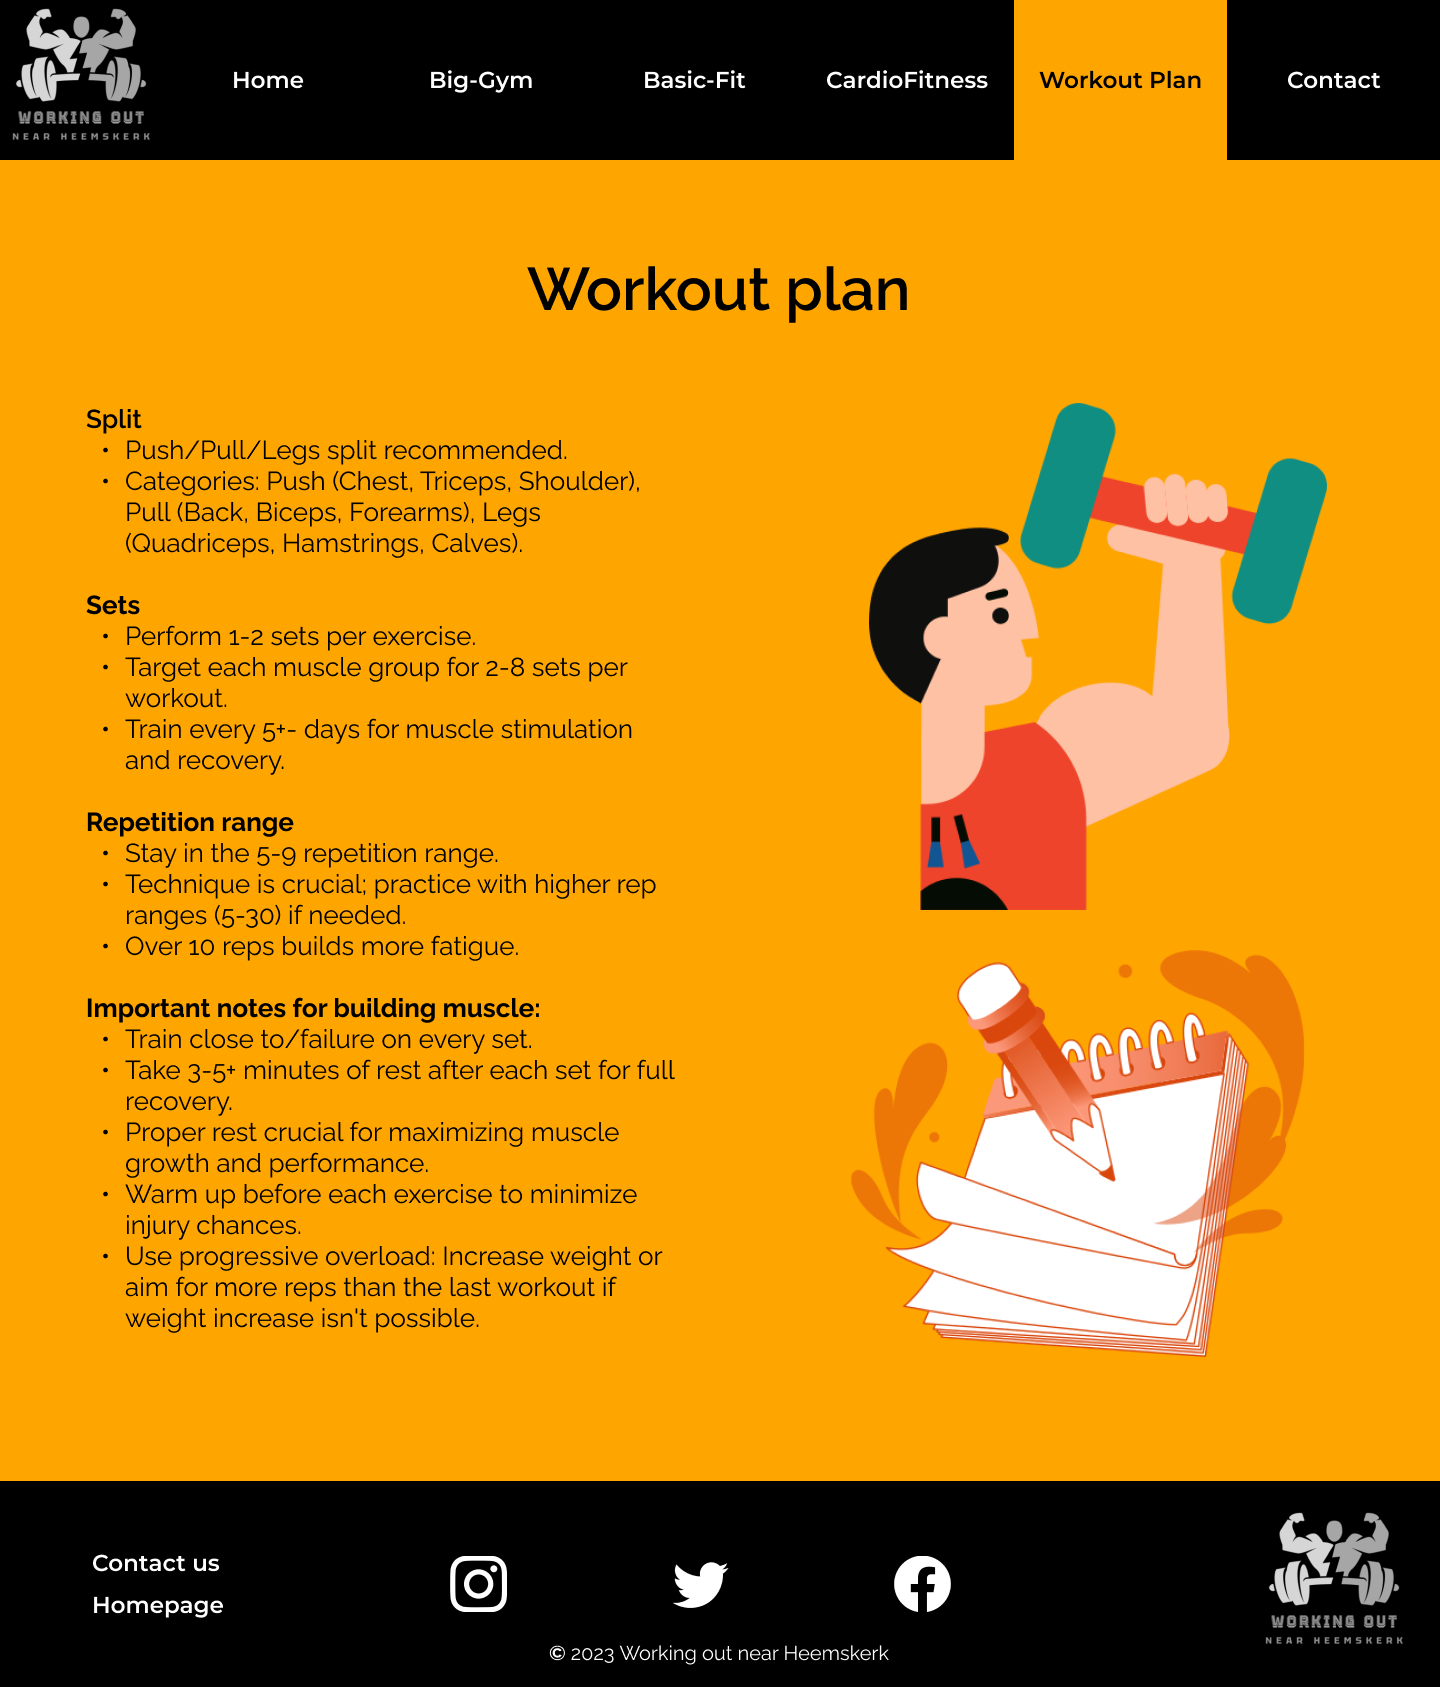 WORKING OUT
NEAR HEEMSKERK
Home
Big-Gym
Basic-Fit
CardioFitness
Workout Plan
Contact
Workout plan
Split
• Push/Pull/Legs split recommended.
• Categories: Push (Chest, Triceps, Shoulder),
Pull (Back, Biceps, Forearms), Legs
(Quadriceps, Hamstrings, Calves).
Sets
• Perform 1-2 sets per exercise.
• Target each muscle group for 2-8 sets per
workout.
• Train every 5+- days for muscle stimulation
and recovery.
Repetition range
• Stay in the 5-9 repetition range.
• Technique is crucial; practice with higher rep
ranges (5-30) if needed.
• Over 10 reps builds more fatigue.
Important notes for building muscle:
• Train close to/failure on every set.
• Take 3-5+ minutes of rest after each set for full
recovery.
• Proper rest crucial for maximizing muscle
growth and performance.
• Warm up before each exercise to minimize
injury chances.
• Use progressive overload: Increase weight or
aim for more reps than the last workout if
weight increase isn't possible.
Contact us
Homepage
© 2023 Working out near Heemskerk
WORKING OUT
NEAR HEEMSKERK